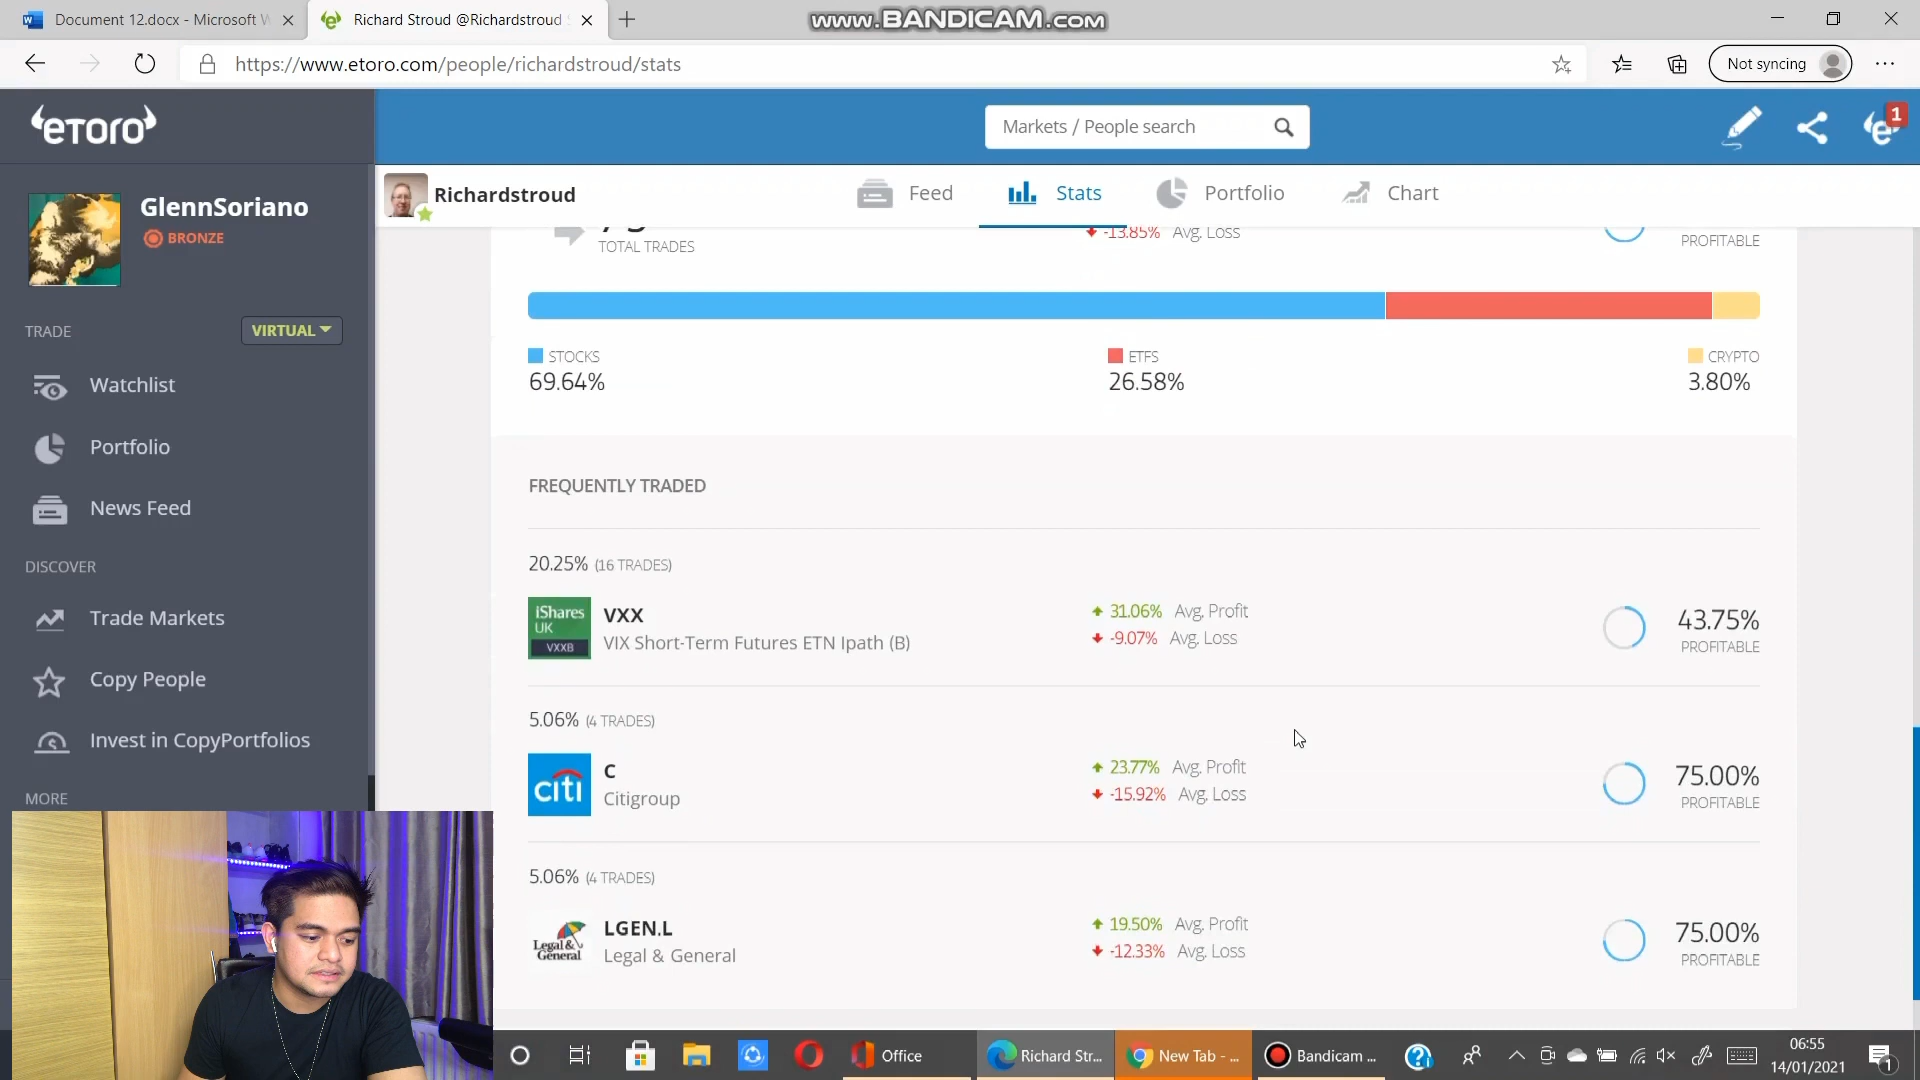 Document 12.docx - Microsoft W
Richard Stroud @Richardstroud S
www.BANDICAM.com
https://www.etoro.com/people/richardstroud/stats
Not syncing
eToro
Markets / People search
1
GlennSoriano
BRONZE
Richardstroud
Feed
Stats
Portfolio
Chart
TOTAL TRADES
-13.85% Avg. Loss
PROFITABLE
TRADE
VIRTUAL
Watchlist
Portfolio
News Feed
DISCOVER
Trade Markets
Copy People
Invest in CopyPortfolios
MORE
STOCKS
69.64%
ETFS
26.58%
CRYPTO
3.80%
FREQUENTLY TRADED
20.25% (16 TRADES)
iShares
UK
VXXB
VXX
VIX Short-Term Futures ETN Ipath (B)
31.06% Avg. Profit
-9.07% Avg. Loss
43.75%
PROFITABLE
5.06% (4 TRADES)
citi
C
Citigroup
23.77% Avg. Profit
-15.92% Avg. Loss
75.00%
PROFITABLE
5.06% (4 TRADES)
Legal &
General
LGEN.L
Legal & General
19.50% Avg. Profit
-12.33% Avg. Loss
75.00%
PROFITABLE
Office
Richard Str...
New Tab - ...
Bandicam ...
06:55
14/01/2021
1